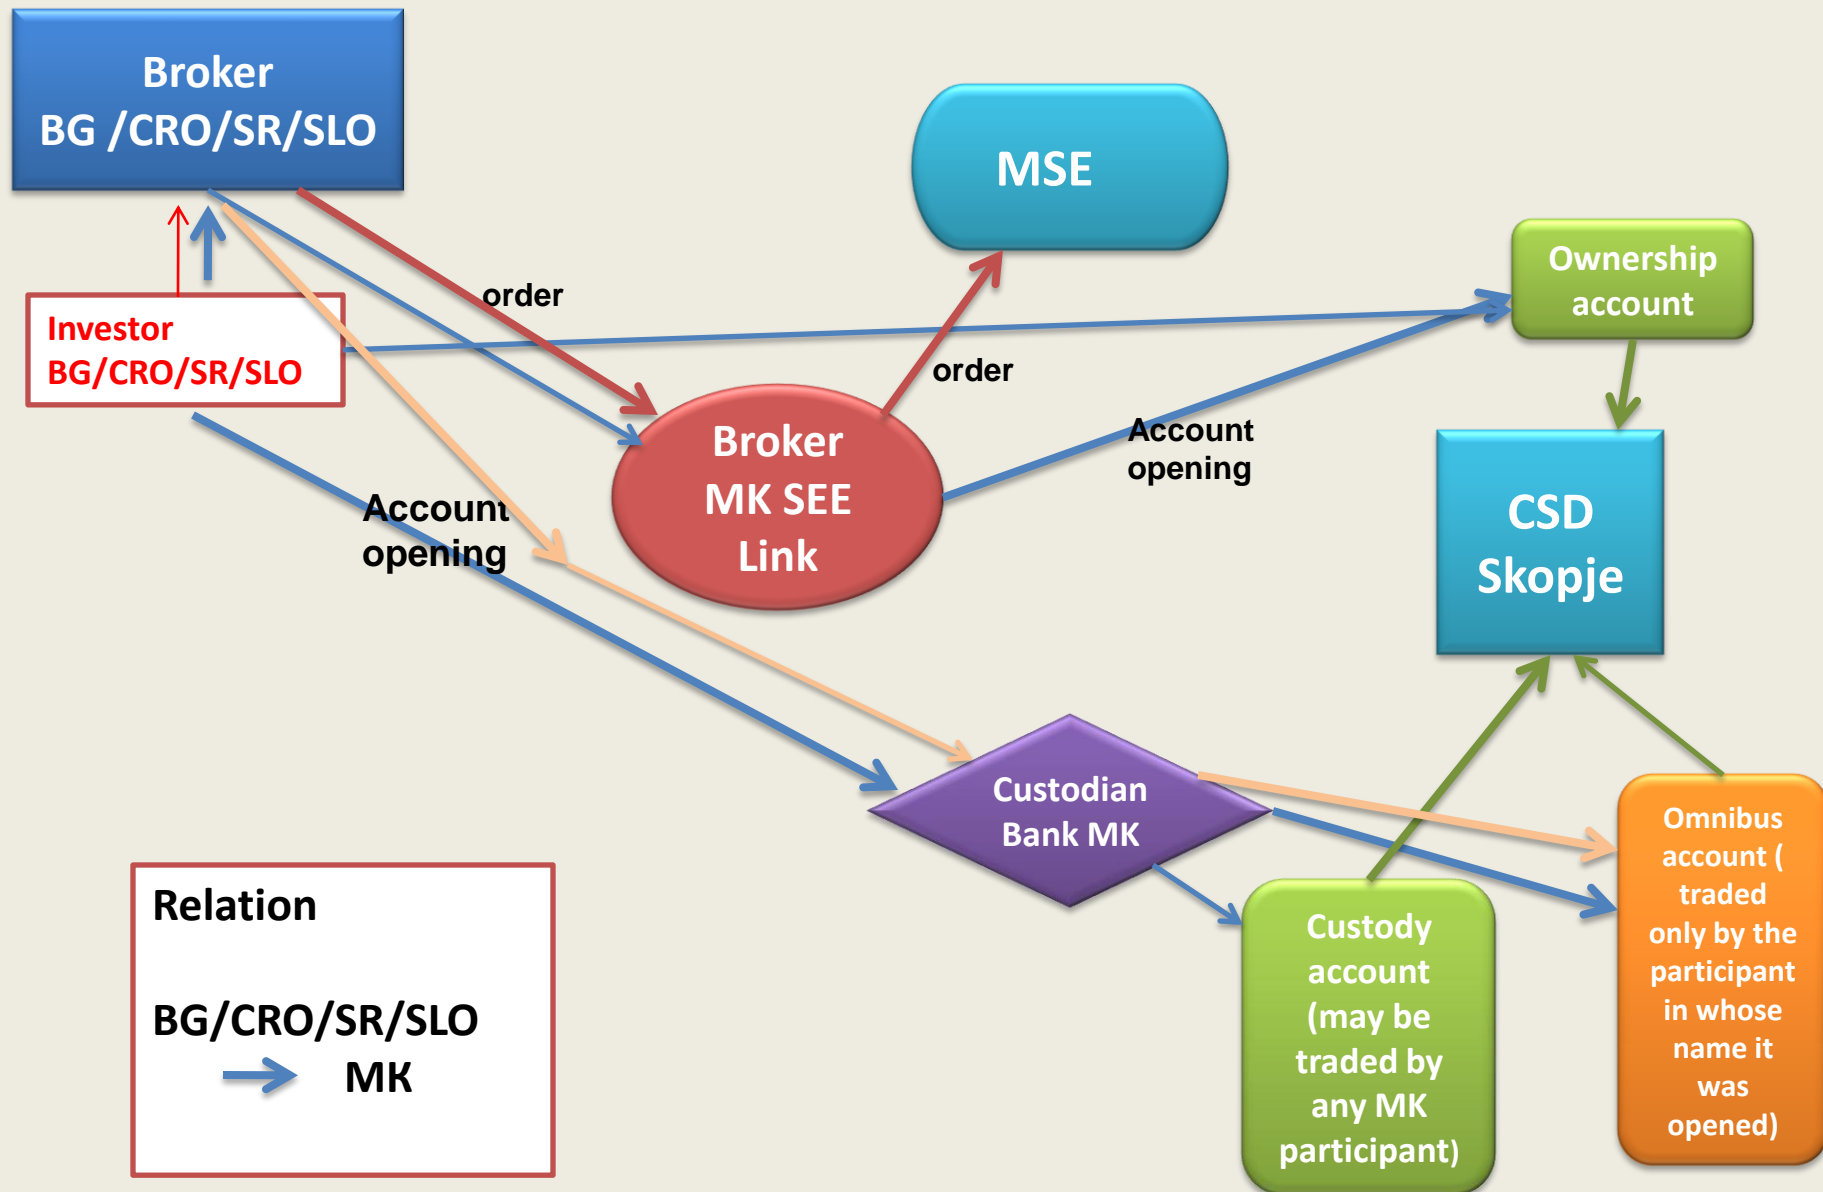 Broker
BG /CRO/SR/SLO
MSE
Ownership
account
order
Investor
BG/CRO/SR/SLO
order
Broker
MK SEE
Link
Account
opening
CSD
Skopje
Account
opening
Custodian
Bank MK
Omnibus
account (
traded
only by the
participant
in whose
name it
was
opened)
Custody
account
(may be
traded by
any MK
participant)
Relation
BG/CRO/SR/SLO
MK